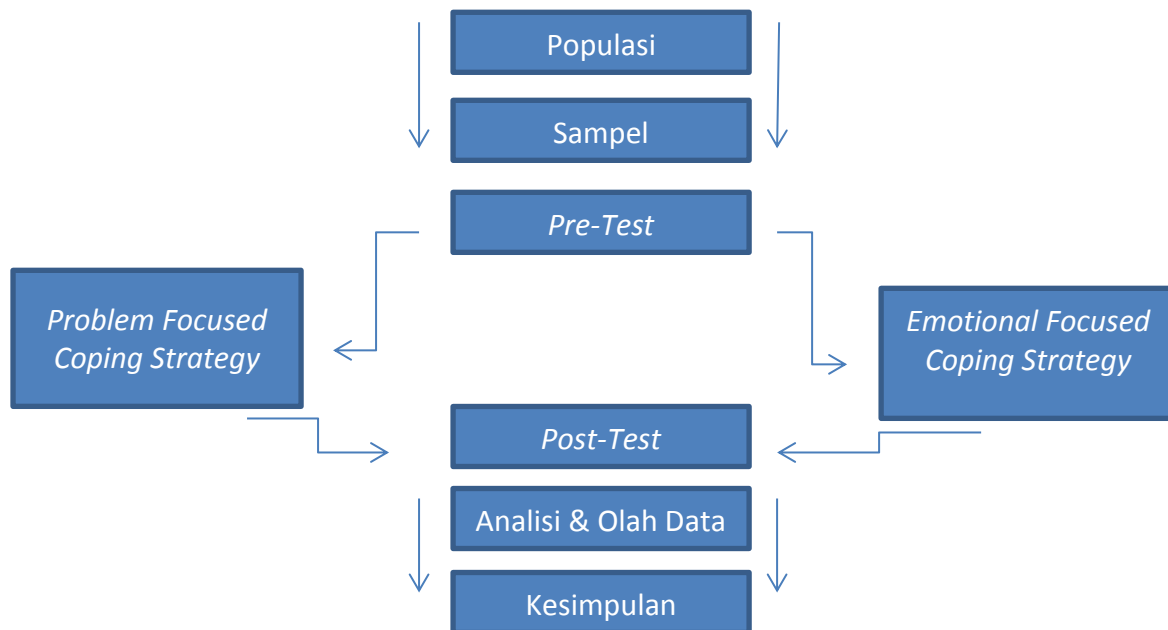 Populasi
Sampel
Pre-Test
Problem Focused
Coping Strategy
Emotional Focused
Coping Strategy
Post-Test
Analisi & Olah Data
Kesimpulan